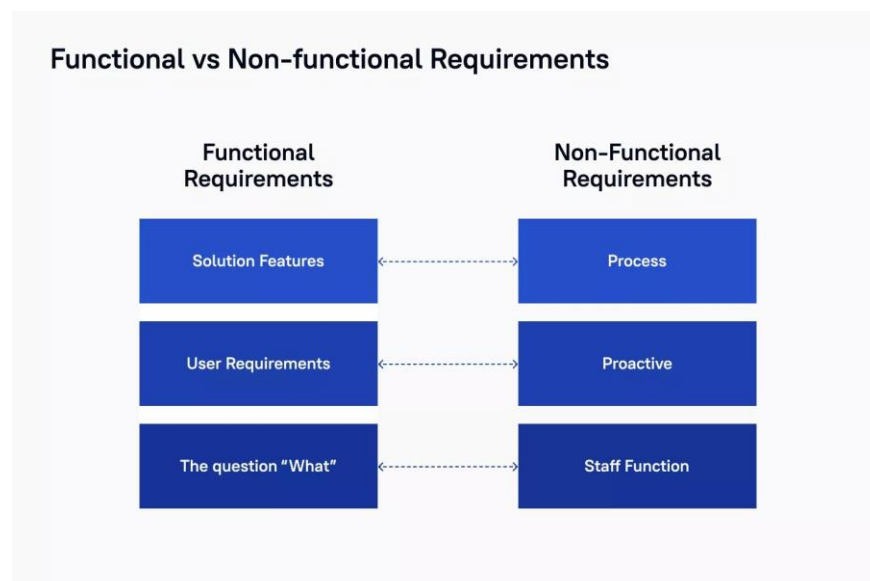 Functional vs Non-functional Requirements
Functional
Requirements
Non-Functional
Requirements
Solution Features
Process
User Requirements
Proactive
The question “What”
Staff Function